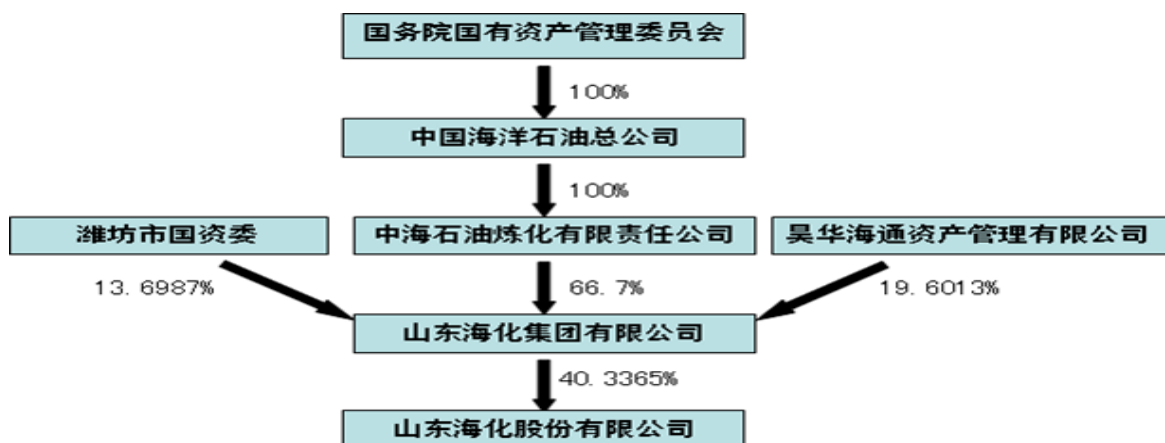 国务院国有资产管理委员会
100%
中国海洋石油总公司
100%
潍坊市国资委
中海石油炼化有限责任公司
昊华海通资产管理有限公司
13.6987%
66.7%
19.6013%
山东海化集团有限公司
40.3365%
山东海化股份有限公司